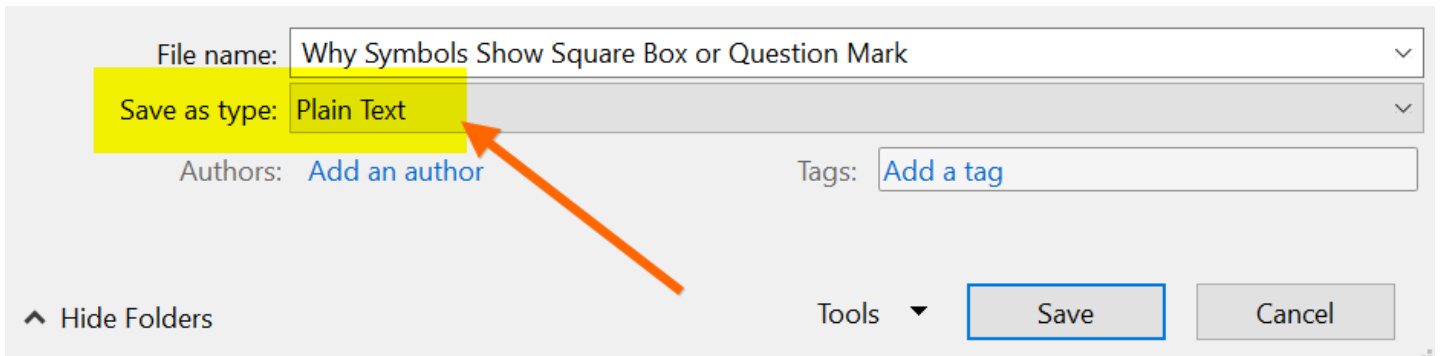 File name: Why Symbols Show Square Box or Question Mark
Save as type: Plain Text
Authors: Add an author Tags: Add a tag
Hide Folders Tools Save Cancel